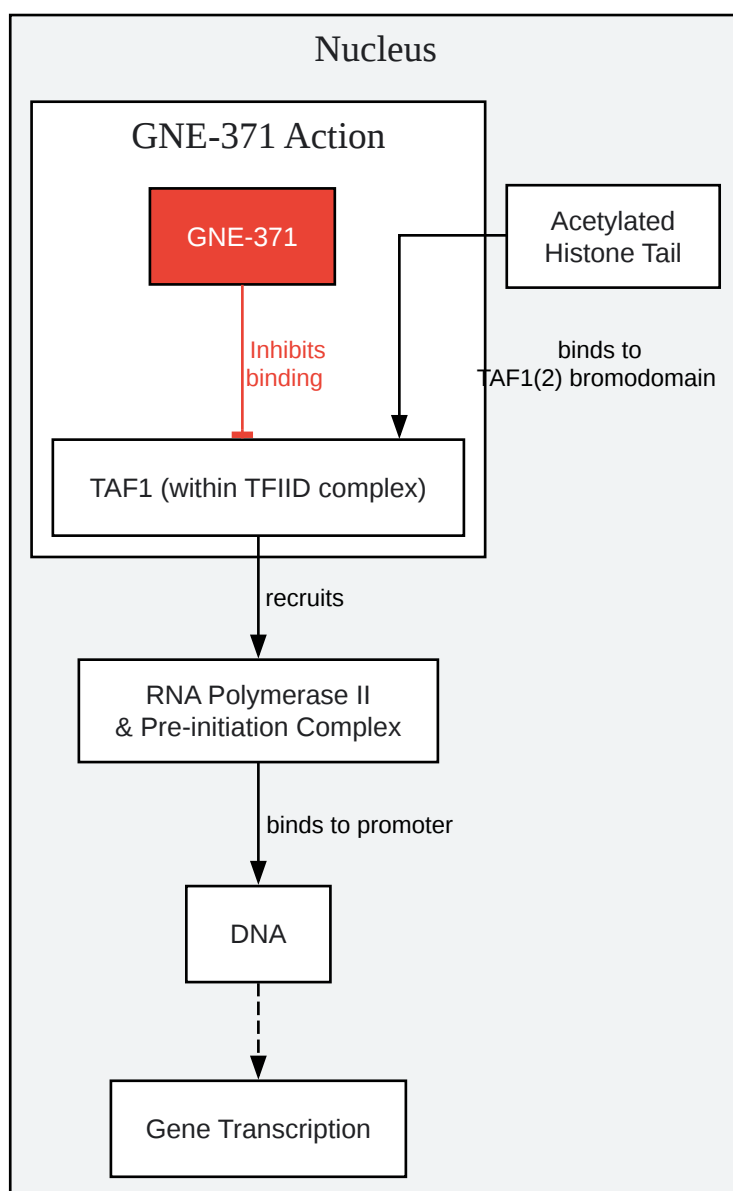 Nucleus
GNE-371 Action
GNE-371
Acetylated
Histone Tail
Inhibits
binding
binds to
TAF1(2) bromodomain
TAF1 (within TFIID complex)
recruits
RNA Polymerase II
& Pre-initiation Complex
binds to promoter
DNA
Gene Transcription